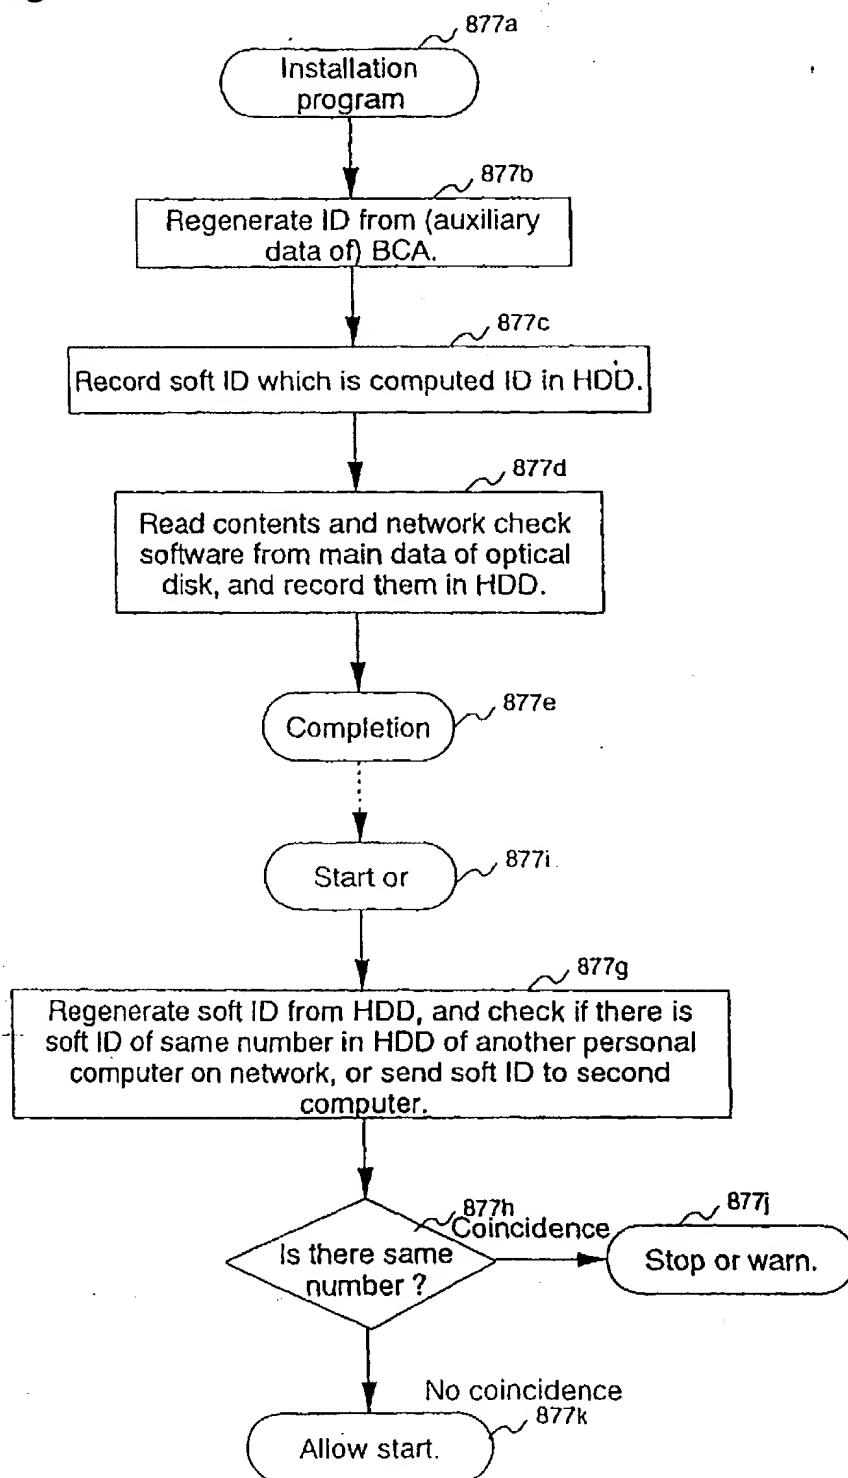 877a
Installation
program
877b
Regenerate ID from (auxiliary
data of) BCA.
877c
Record soft ID which is computed ID in HDD.
877d
Read contents and network check
software from main data of optical
disk, and record them in HDD.
Completion
877e
Start or
877i
877g
Regenerate soft ID from HDD, and check if there is
soft ID of same number in HDD of another personal
computer on network, or send soft ID to second
computer.
877h
Coincidence
877j
Is there same
number ?
Stop or warn.
No coincidence
877k
Allow start.